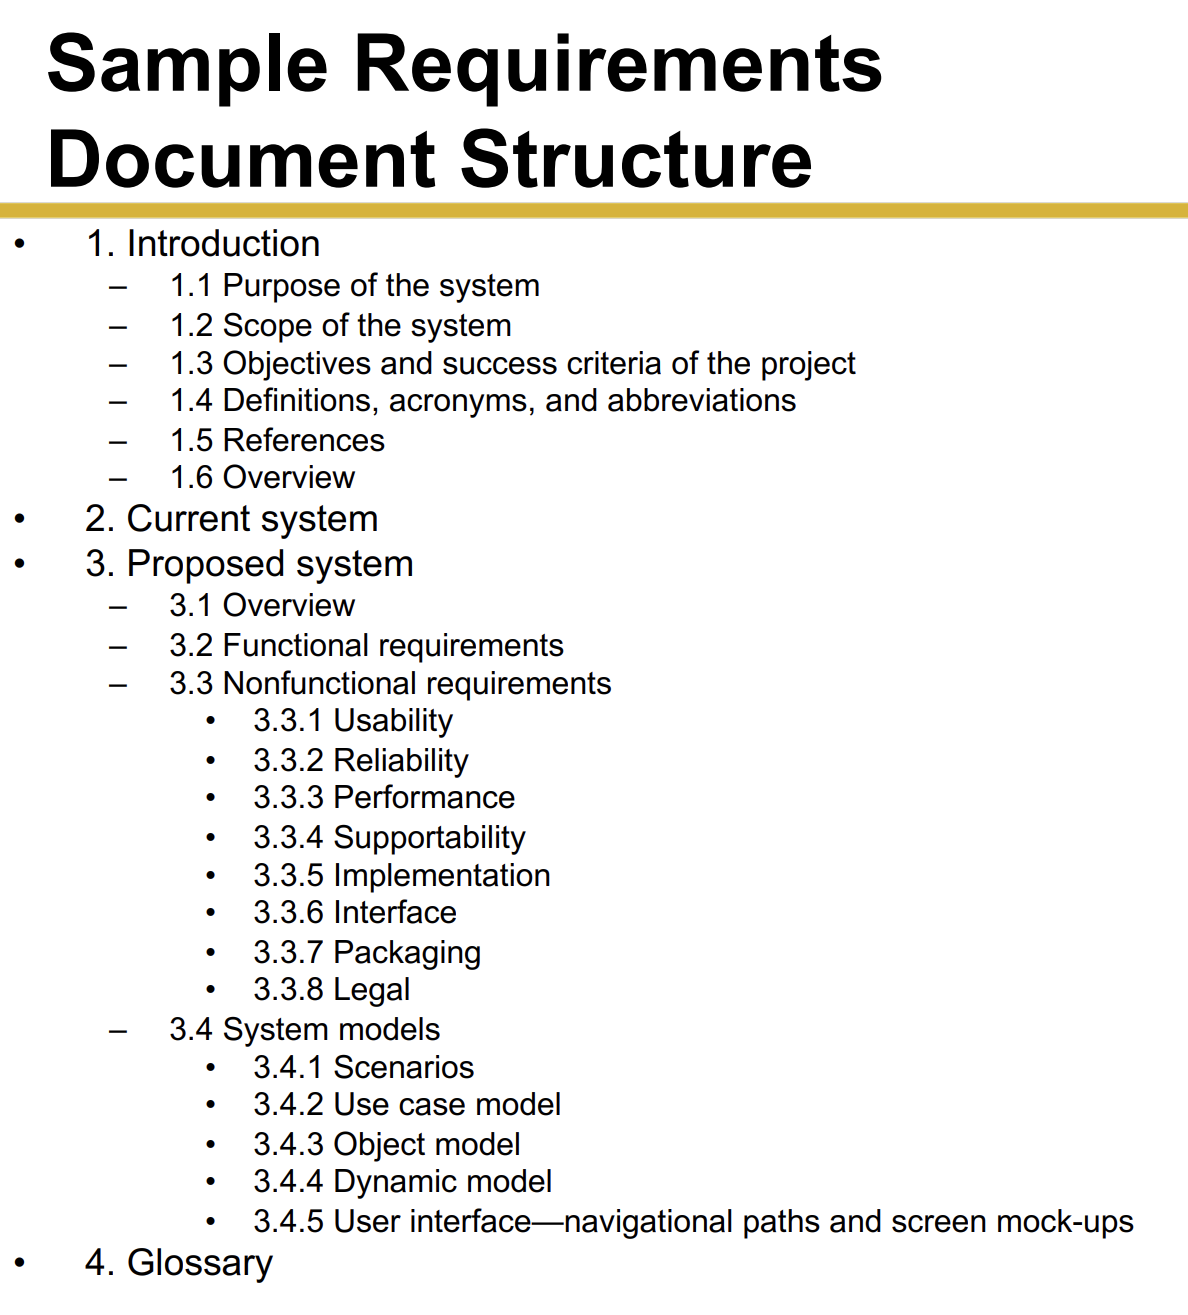 Sample Requirements
Document Structure
• 1. Introduction
– 1.1 Purpose of the system
– 1.2 Scope of the system
– 1.3 Objectives and success criteria of the project
– 1.4 Definitions, acronyms, and abbreviations
– 1.5 References
– 1.6 Overview
• 2. Current system
• 3. Proposed system
– 3.1 Overview
– 3.2 Functional requirements
– 3.3 Nonfunctional requirements
• 3.3.1 Usability
• 3.3.2 Reliability
• 3.3.3 Performance
• 3.3.4 Supportability
• 3.3.5 Implementation
• 3.3.6 Interface
• 3.3.7 Packaging
• 3.3.8 Legal
– 3.4 System models
• 3.4.1 Scenarios
• 3.4.2 Use case model
• 3.4.3 Object model
• 3.4.4 Dynamic model
• 3.4.5 User interface—navigational paths and screen mock-ups
• 4. Glossary